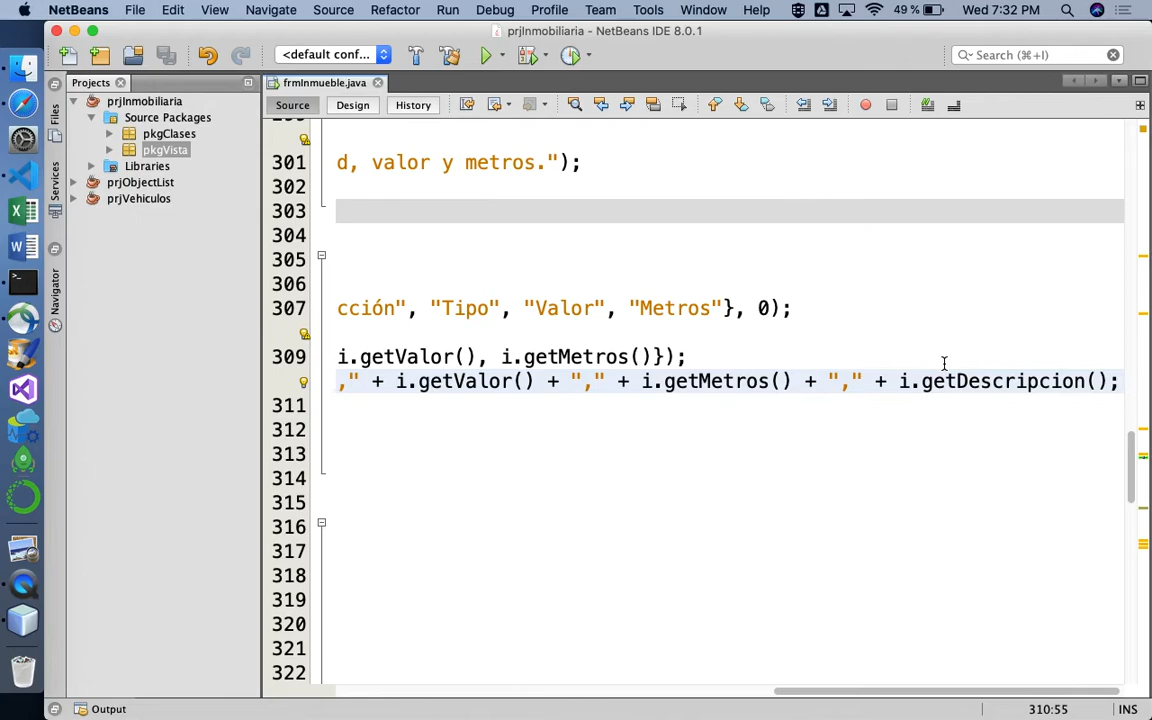 NetBeans File Edit View Navigate Source Refactor Run Debug Profile Team Tools Window Help 49 % Wed 7:32 PM
prjInmobiliaria - NetBeans IDE 8.0.1
<default conf... Search (⌘+I)
Projects frmInmueble.java
Source Design History
prjInmobiliaria
Source Packages
pkgClases
pkgVista
Libraries
prjObjectList
prjVehiculos
Files
Services
Navigator
301 d, valor y metros.");
302
303
304
305
306
307 cción", "Tipo", "Valor", "Metros"}, 0);
309 i.getValor(), i.getMetros()});
," + i.getValor() + "," + i.getMetros() + "," + i.getDescripcion();
311
312
313
314
315
316
317
318
319
320
321
322
Output 310:55 INS